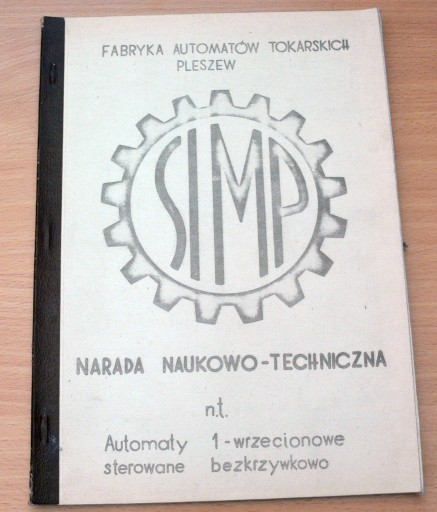 FABRYKA AUTOMATÓW TOKARSKICH
PLESZEW
SIMP
NARADA NAUKOWO-TECHNICZNA
n.t.
Automaty 1-wrzecionowe
sterowane bezkrzywkowo